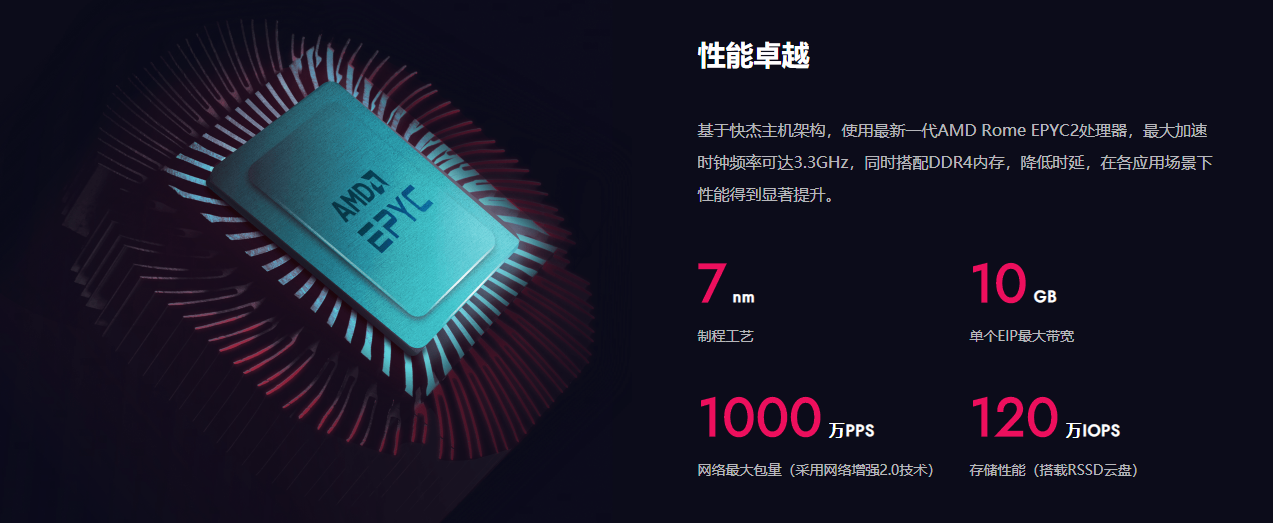 AMD
EPYC
性能卓越
基于快杰主机架构，使用最新一代AMD Rome EPYC2处理器，最大加速
时钟频率可达3.3GHz，同时搭配DDR4内存，降低时延，在各应用场景下
性能得到显著提升。
7 nm
制程工艺
10 GB
单个EIP最大带宽
1000 万PPS
网络最大包量（采用网络增强2.0技术）
120 万IOPS
存储性能（搭载RSSD云盘）